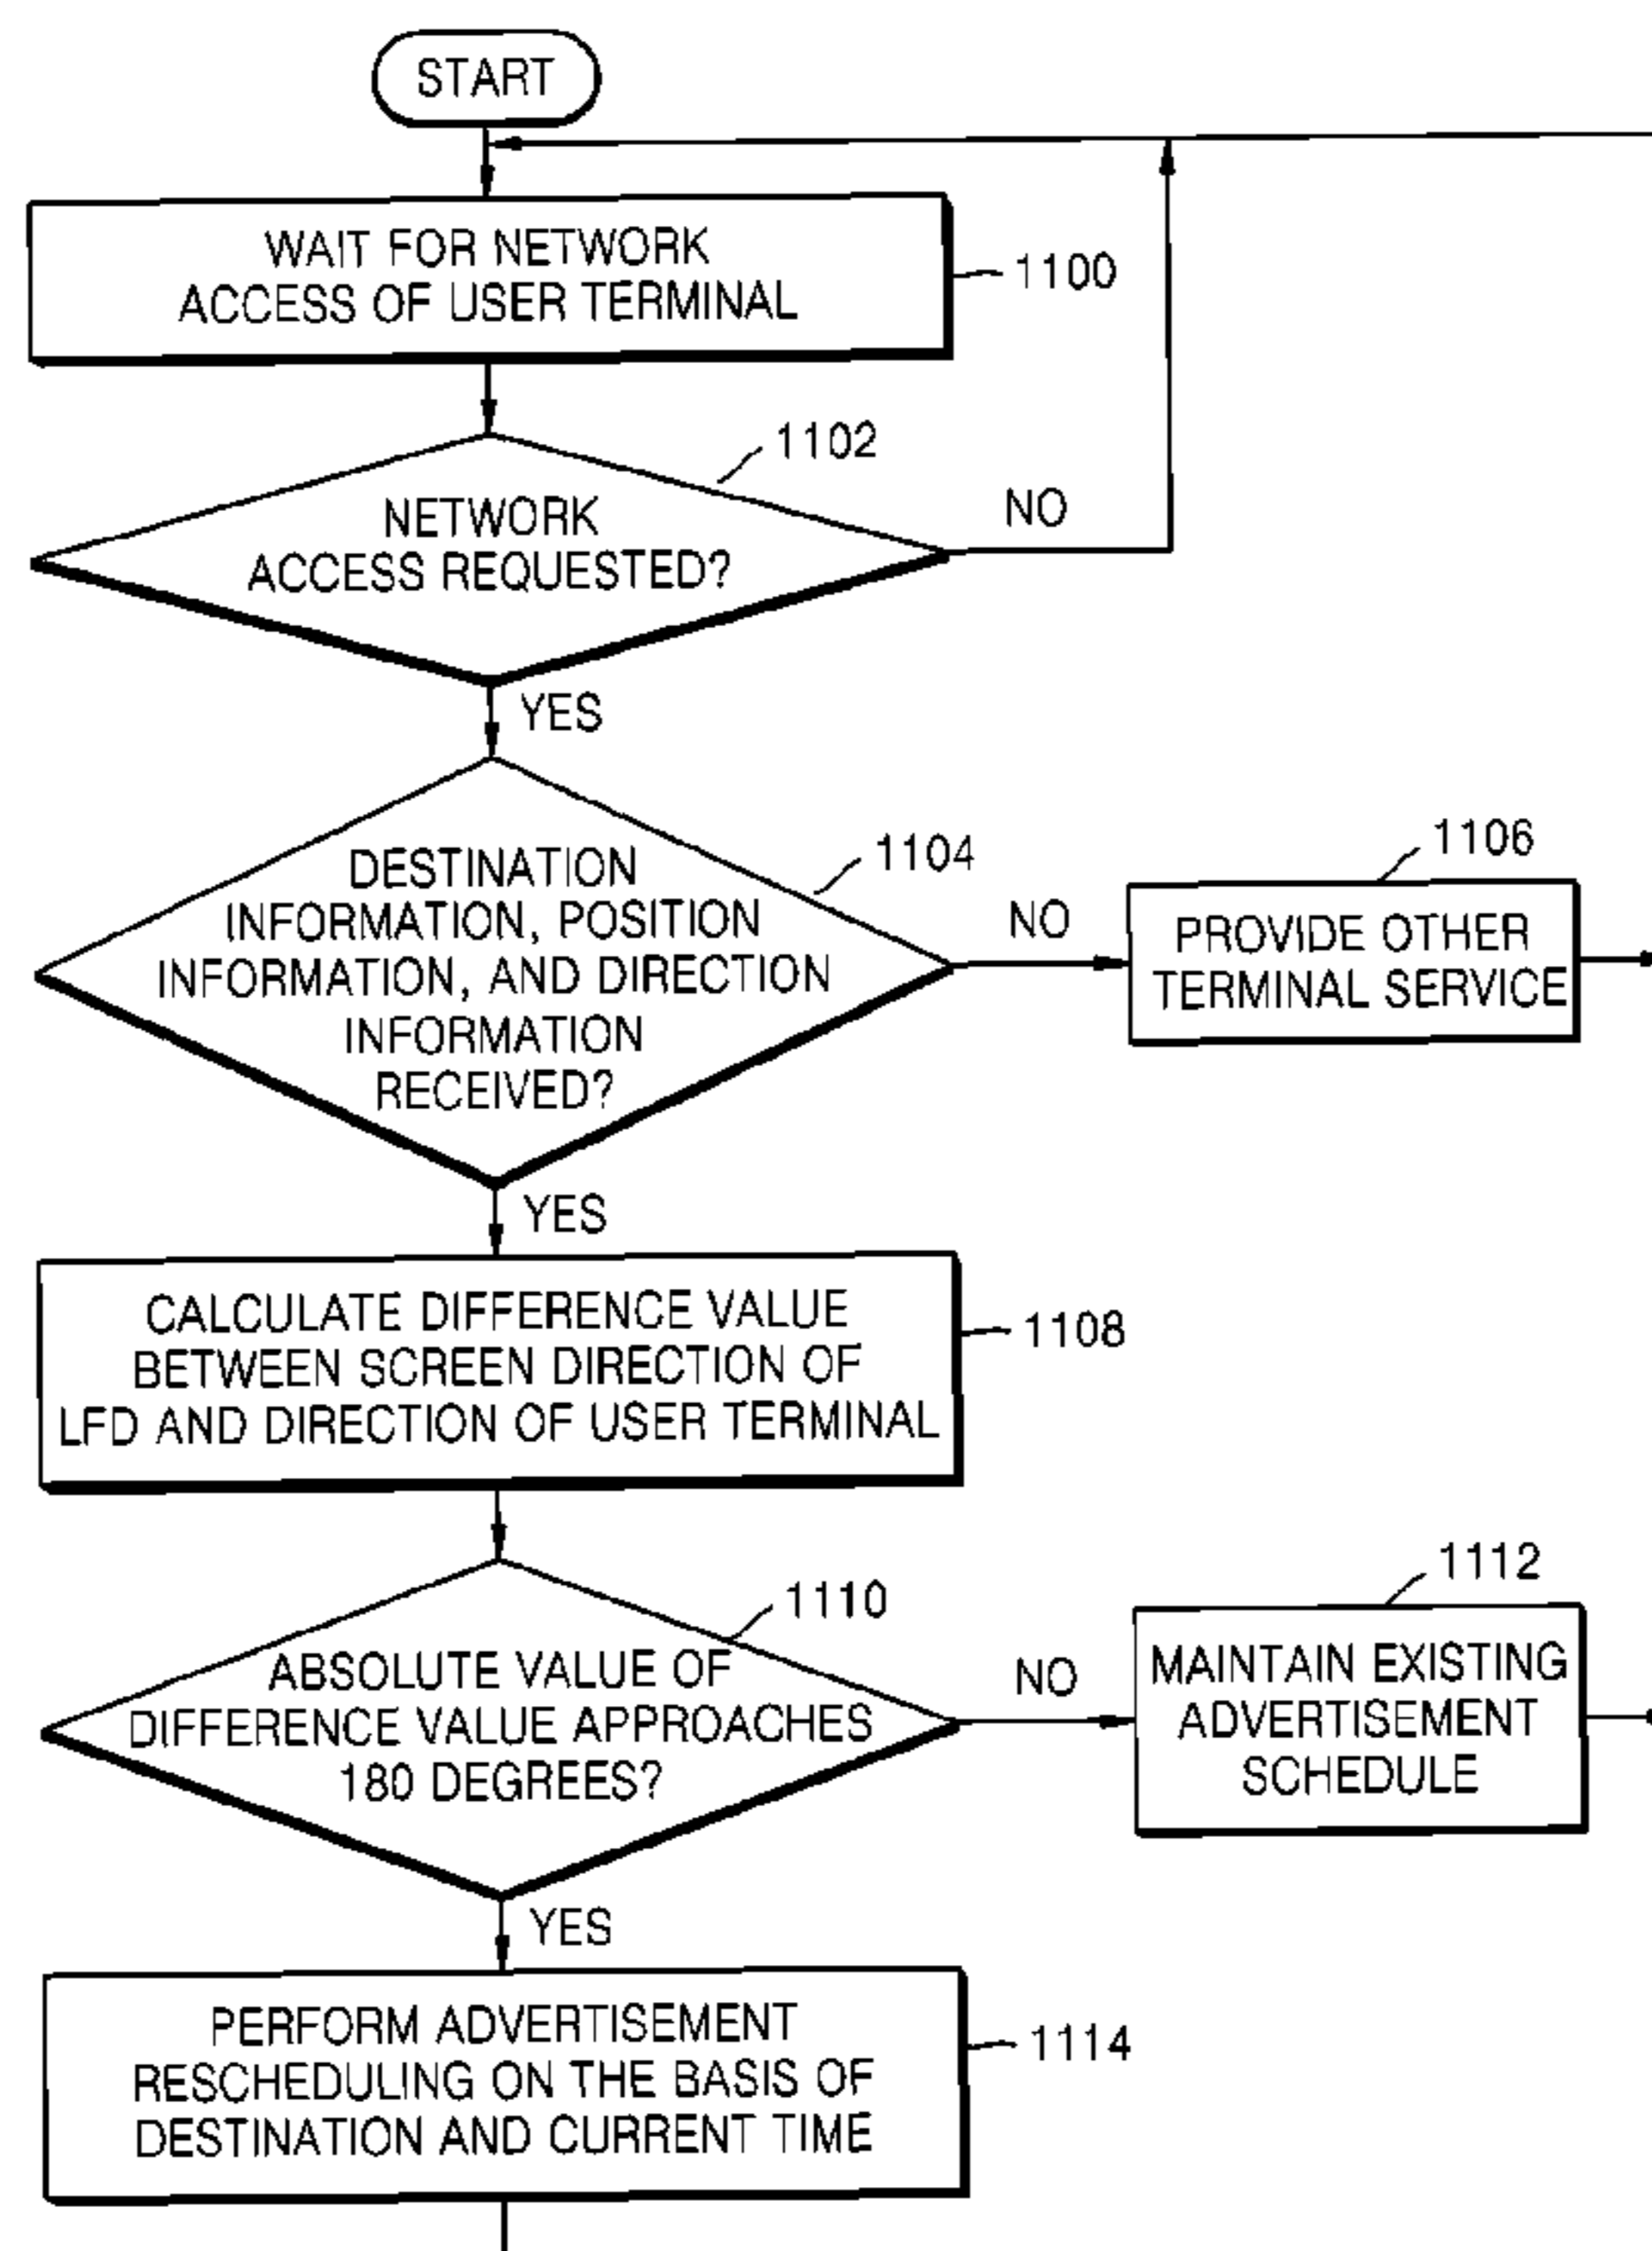 START
WAIT FOR NETWORK
ACCESS OF USER TERMINAL
1100
1102
NETWORK
ACCESS REQUESTED?
NO
YES
DESTINATION
INFORMATION, POSITION
INFORMATION, AND DIRECTION
INFORMATION
RECEIVED?
1104
NO
1106
PROVIDE OTHER
TERMINAL SERVICE
YES
CALCULATE DIFFERENCE VALUE
BETWEEN SCREEN DIRECTION OF
LFD AND DIRECTION OF USER TERMINAL
1108
1110
ABSOLUTE VALUE OF
DIFFERENCE VALUE APPROACHES
180 DEGREES?
NO
1112
MAINTAIN EXISTING
ADVERTISEMENT
SCHEDULE
YES
PERFORM ADVERTISEMENT
RESCHEDULING ON THE BASIS OF
DESTINATION AND CURRENT TIME
1114